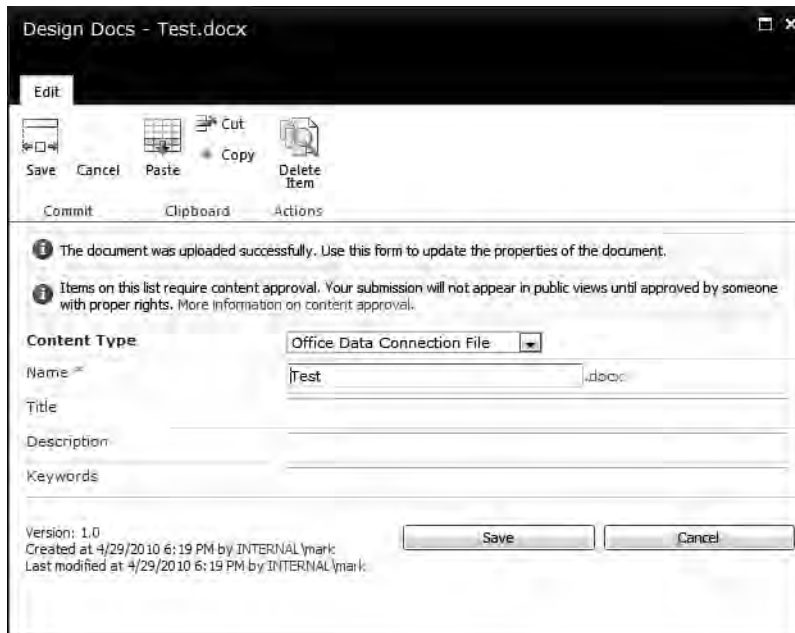 Design Docs - Test.docx
Edit
Save
Cancel
Paste
Cut
Copy
Delete
Item
Commit
Clipboard
Actions
The document was uploaded successfully. Use this form to update the properties of the document.
Items on this list require content approval. Your submission will not appear in public views until approved by someone
with proper rights. More information on content approval.
Content Type
Office Data Connection File
Name *
Test
.docx
Title
Description
Keywords
Version: 1.0
Created at 4/29/2010 6:19 PM by INTERNAL\mark
Last modified at 4/29/2010 6:19 PM by INTERNAL\mark
Save
Cancel